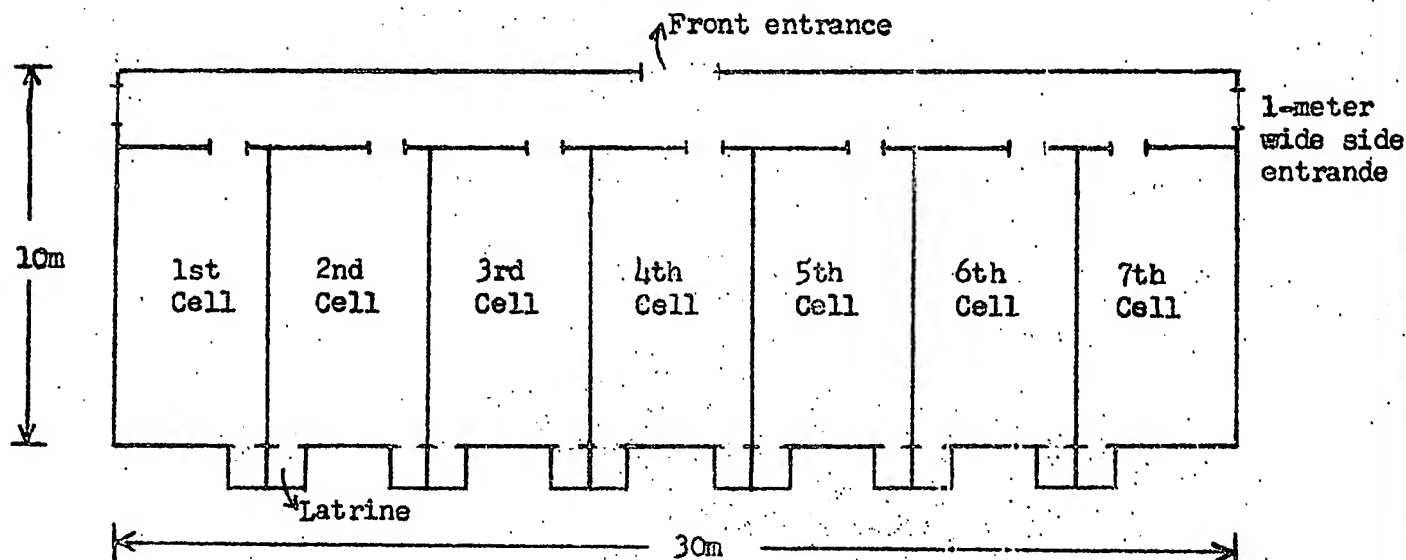 Front entrance
1-meter
wide side
entrande
10m
1st
Cell
2nd
Cell
3rd
Cell
4th
Cell
5th
Cell
6th
Cell
7th
Cell
Latrine
30m